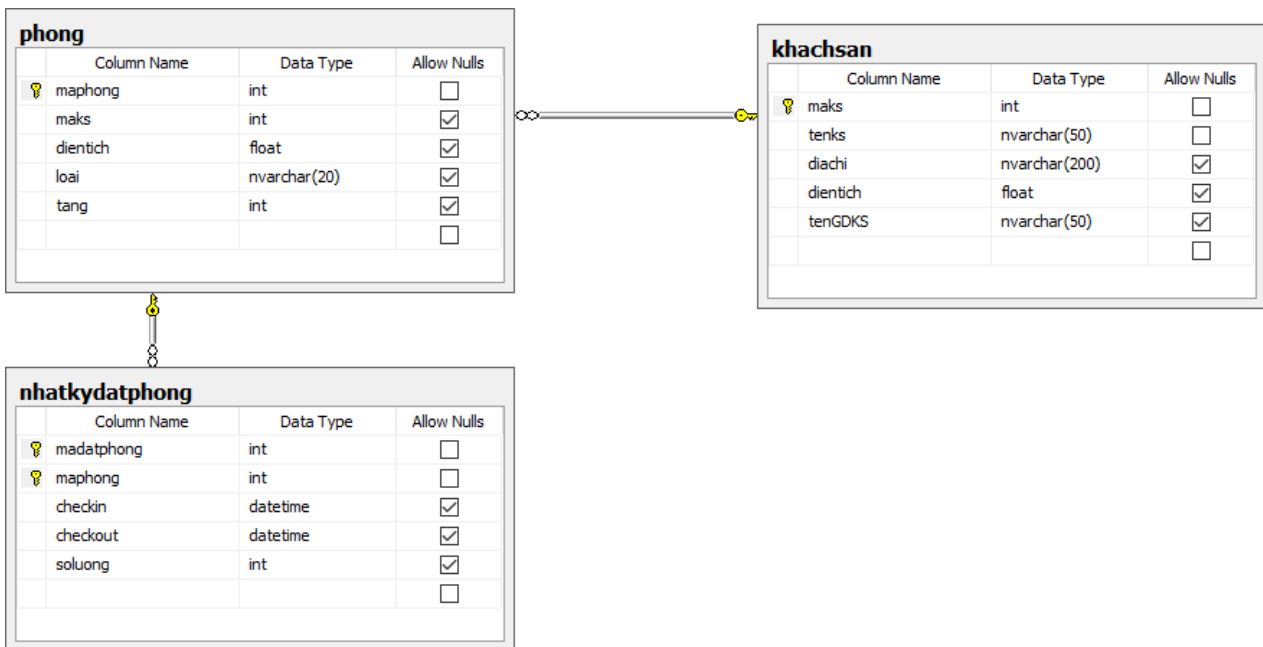 phong
Column Name Data Type Allow Nulls
maphong int
maks int
dientich float
loai nvarchar(20)
tang int
khachsan
Column Name Data Type Allow Nulls
maks int
tenks nvarchar(50)
diachi nvarchar(200)
dientich float
tenGDKS nvarchar(50)
nhatkydatphong
Column Name Data Type Allow Nulls
madatphong int
maphong int
checkin datetime
checkout datetime
soluong int